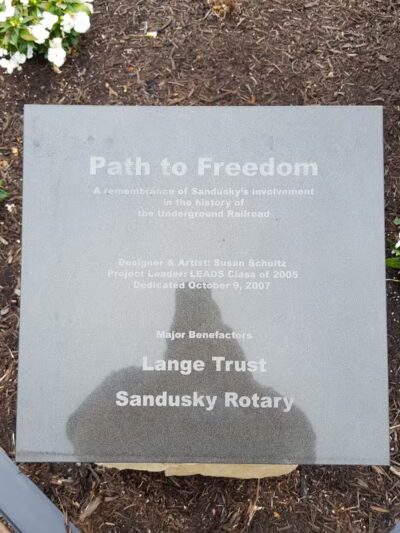 Path to Freedom
A remembrance of Sandusky's involvement
in the history of
the Underground Railroad
Designer & Artist: Susan Schultz
Project Leader: LEADS Class of 2005
Dedicated October 9, 2007
Major Benefactors
Lange Trust
Sandusky Rotary